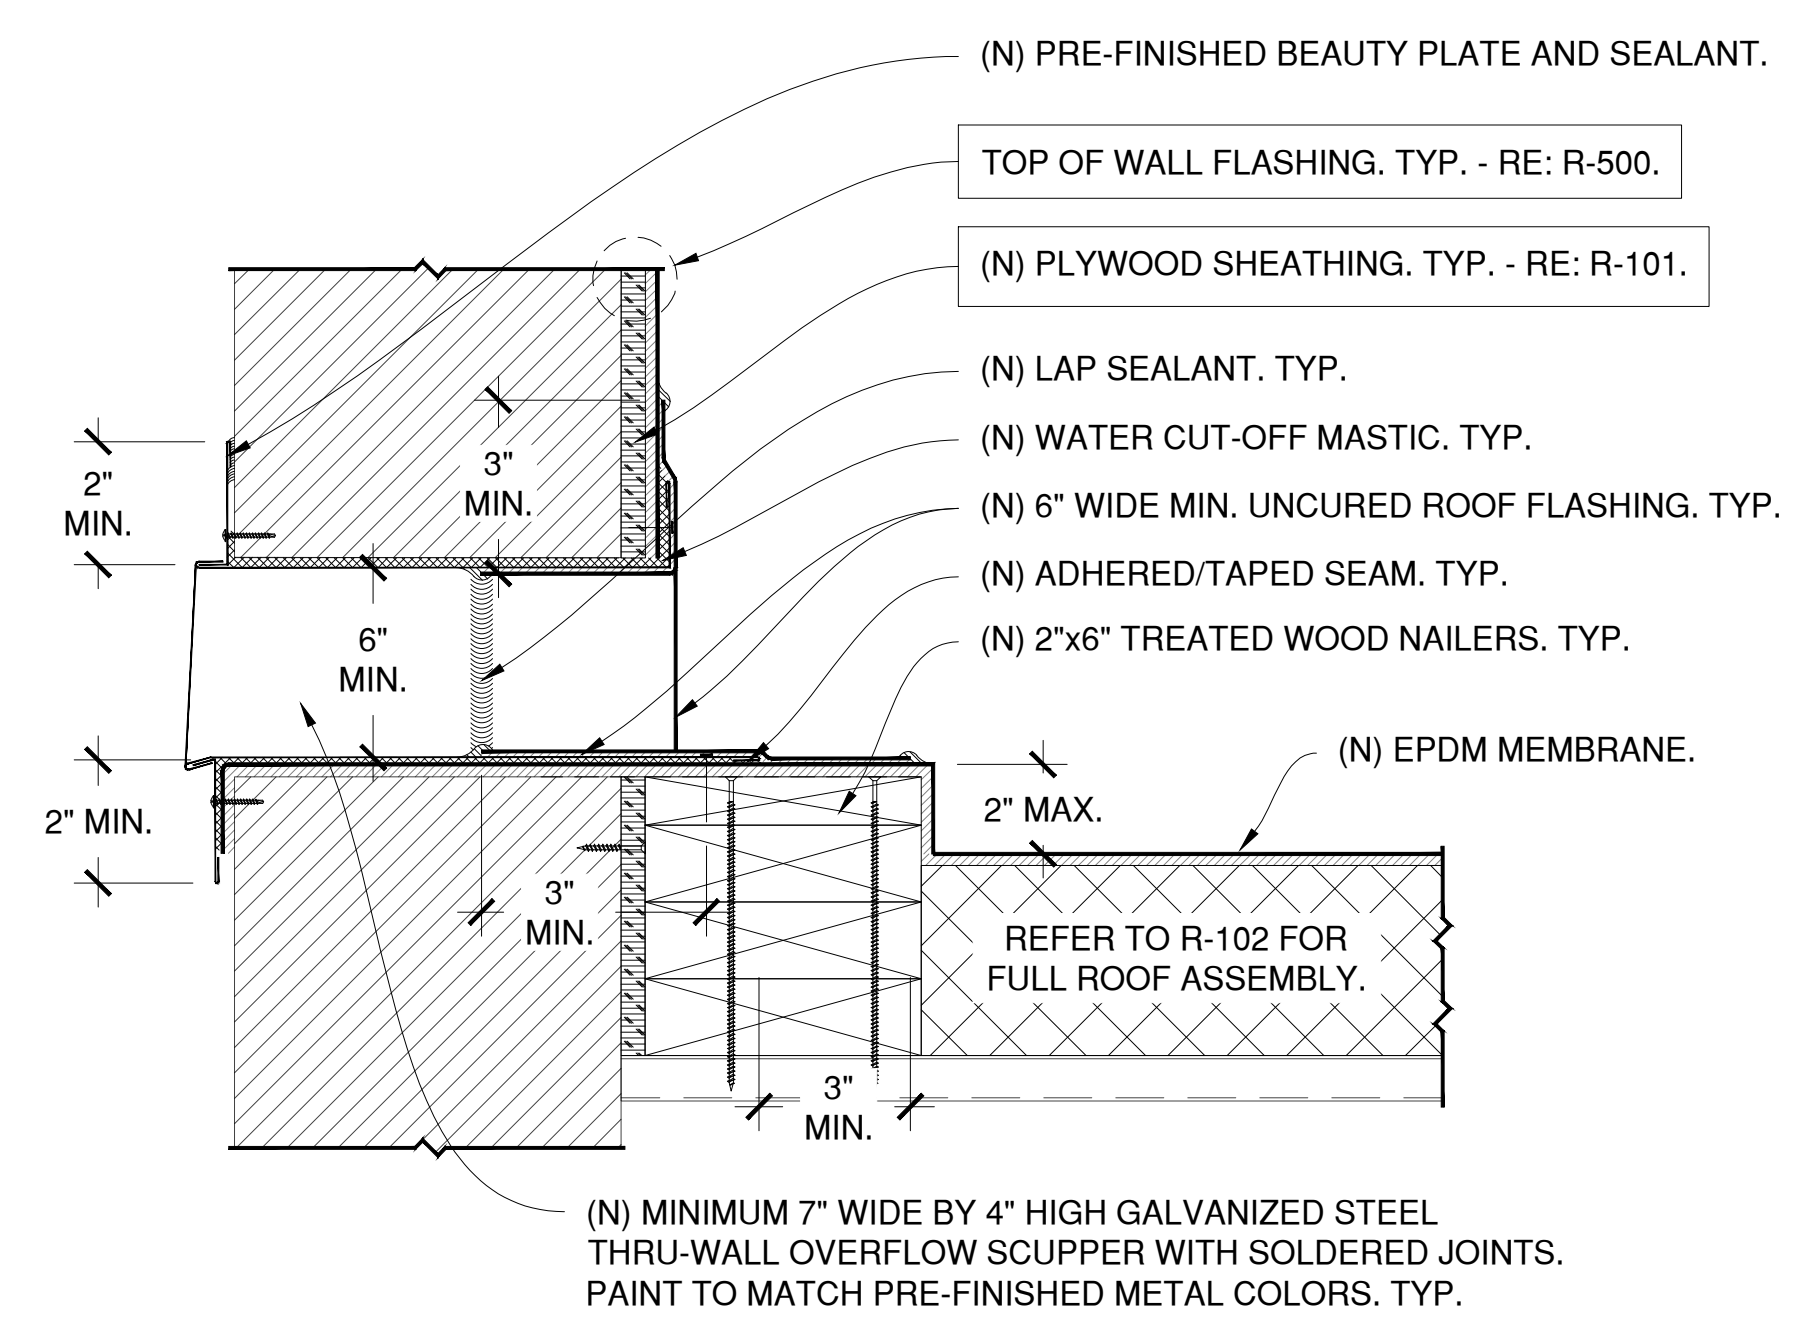 (N) PRE-FINISHED BEAUTY PLATE AND SEALANT.
TOP OF WALL FLASHING. TYP. - RE: R-500.
(N) PLYWOOD SHEATHING. TYP. - RE: R-101.
(N) LAP SEALANT. TYP.
(N) WATER CUT-OFF MASTIC. TYP.
(N) 6" WIDE MIN. UNCURED ROOF FLASHING. TYP.
(N) ADHERED/TAPED SEAM. TYP.
(N) 2"x6" TREATED WOOD NAILERS. TYP.
(N) EPDM MEMBRANE.
2"
MIN.
3"
MIN.
6"
MIN.
2" MIN.
2" MAX.
3"
MIN.
REFER TO R-102 FOR
FULL ROOF ASSEMBLY.
3"
MIN.
(N) MINIMUM 7" WIDE BY 4" HIGH GALVANIZED STEEL
THRU-WALL OVERFLOW SCUPPER WITH SOLDERED JOINTS.
PAINT TO MATCH PRE-FINISHED METAL COLORS. TYP.